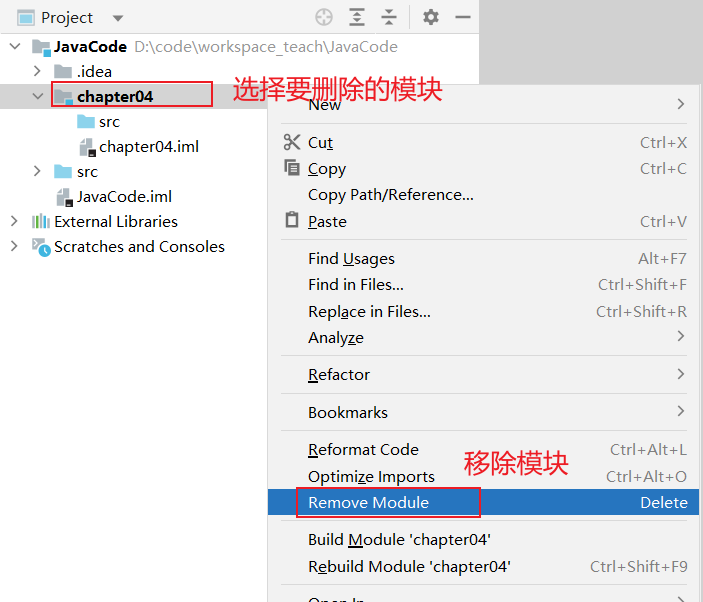 Project
JavaCode D:\code\workspace_teach\JavaCode
.idea
chapter04
选择要删除的模块
src
chapter04.iml
src
JavaCode.iml
External Libraries
Scratches and Consoles
New
Cut Ctrl+X
Copy Ctrl+C
Copy Path/Reference...
Paste Ctrl+V
Find Usages Alt+F7
Find in Files... Ctrl+Shift+F
Replace in Files... Ctrl+Shift+R
Analyze
Refactor
Bookmarks
Reformat Code Ctrl+Alt+L
移除模块
Optimize Imports Ctrl+Alt+O
Remove Module Delete
Build Module 'chapter04'
Rebuild Module 'chapter04' Ctrl+Shift+F9
Open In